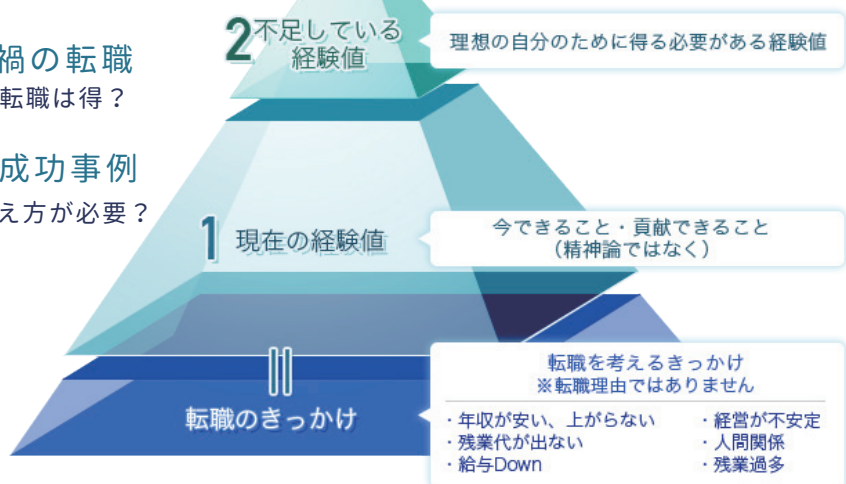 禍の転職
転職は得？
成功事例
え方が必要？
2 不足している
経験値
理想の自分のために得る必要がある経験値
1 現在の経験値
今できること・貢献できること
（精神論ではなく）
転職のきっかけ
転職を考えるきっかけ
※転職理由ではありません
・年収が安い、上がらない
・残業代が出ない
・給与Down
・経営が不安定
・人間関係
・残業過多